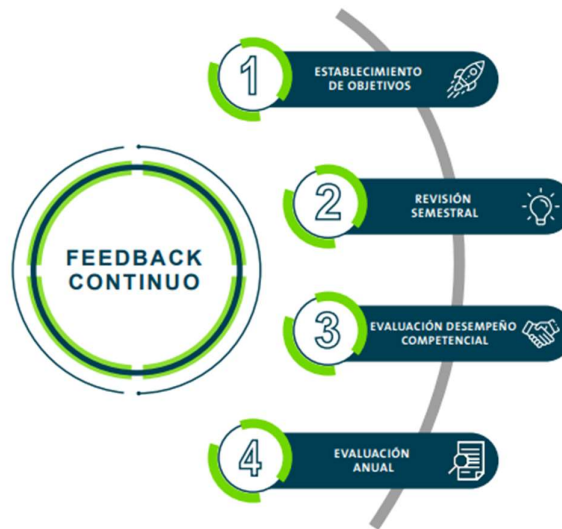 FEEDBACK
CONTINUO
1
ESTABLECIMIENTO
DE OBJETIVOS
2
REVISIÓN
SEMESTRAL
3
EVALUACIÓN DESEMPEÑO
COMPETENCIAL
4
EVALUACIÓN
ANUAL